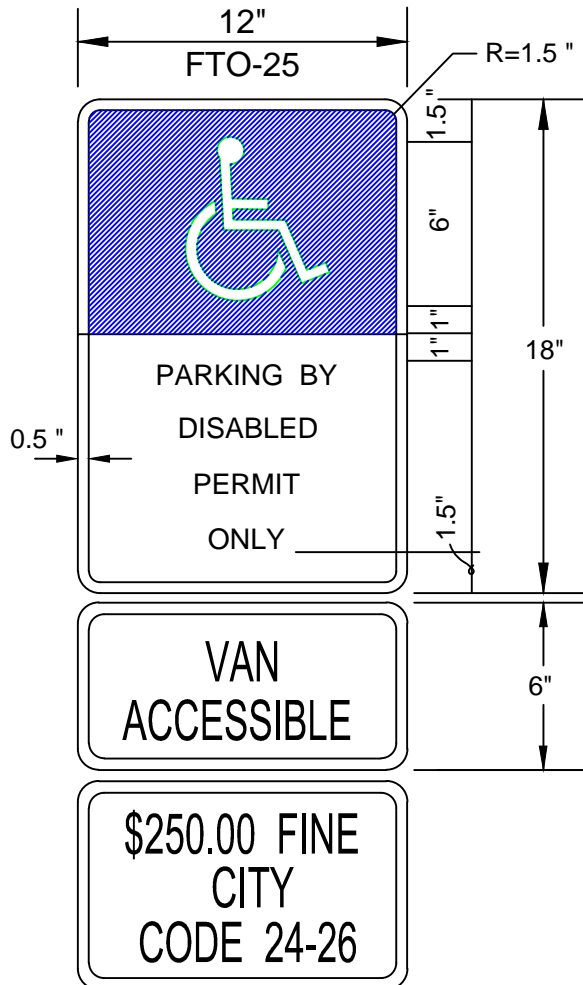 12"
FTO-25
R=1.5 "
1.5"
6"
1"
1"
18"
PARKING BY
DISABLED
PERMIT
ONLY
0.5 "
1.5"
VAN
ACCESSIBLE
6"
$250.00 FINE
CITY
CODE 24-26